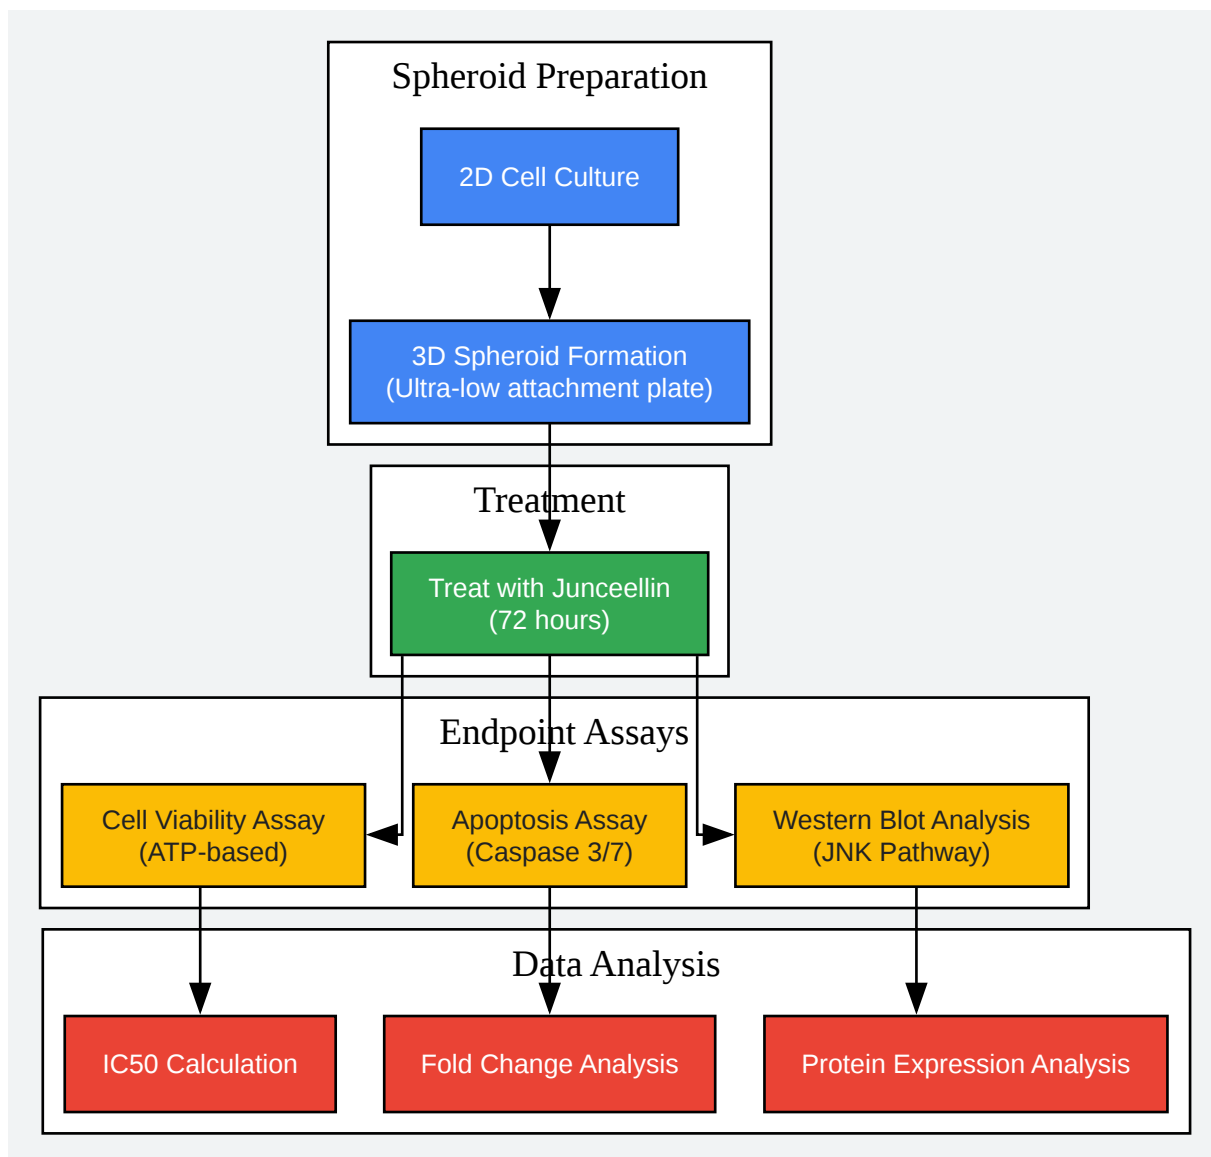 Spheroid Preparation
2D Cell Culture
3D Spheroid Formation
(Ultra-low attachment plate)
Treatment
Treat with Junceellin
(72 hours)
Endpoint Assays
Cell Viability Assay
(ATP-based)
Apoptosis Assay
(Caspase 3/7)
Western Blot Analysis
(JNK Pathway)
Data Analysis
IC50 Calculation
Fold Change Analysis
Protein Expression Analysis